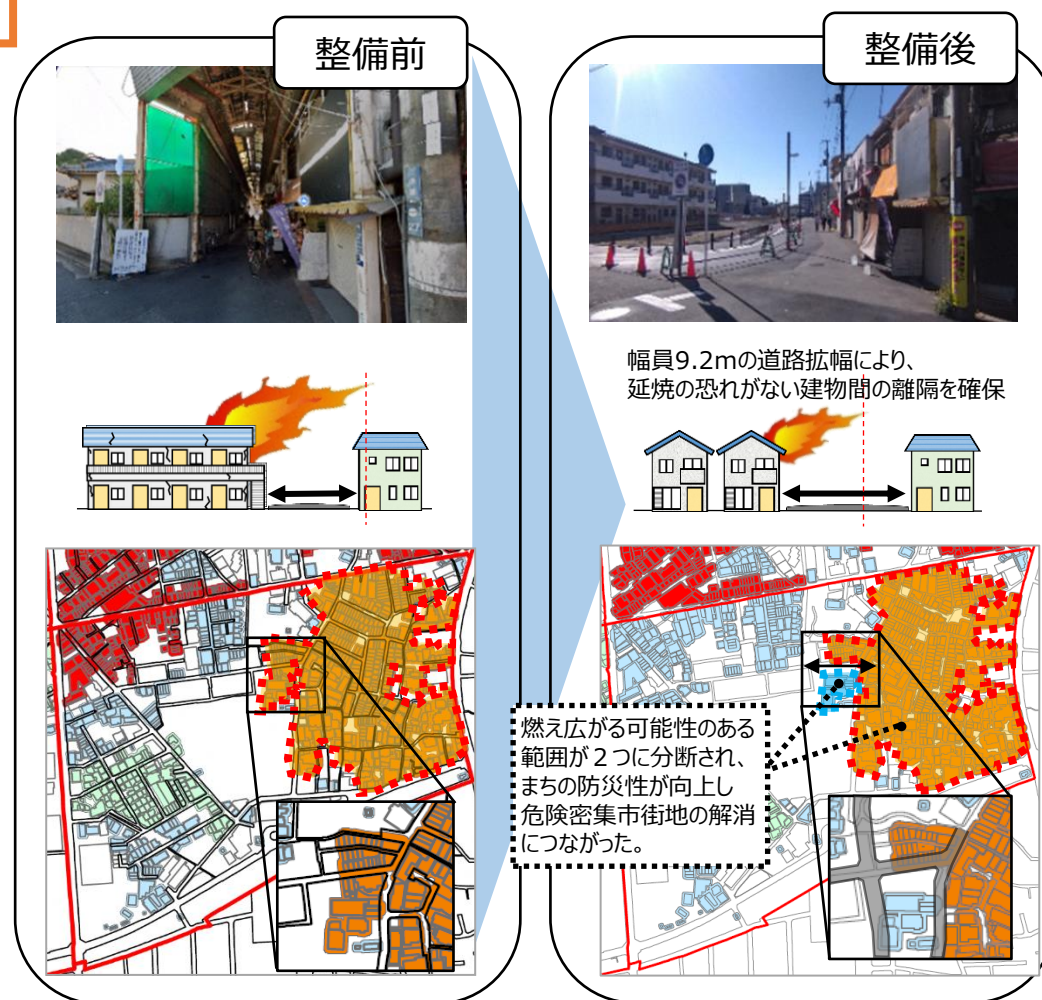 整備前
整備後
幅員9.2mの道路拡幅により、
延焼の恐れがない建物間の離隔を確保
燃え広がる可能性のある
範囲が２つに分断され、
まちの防災性が向上し
危険密集市街地の解消
につながった。